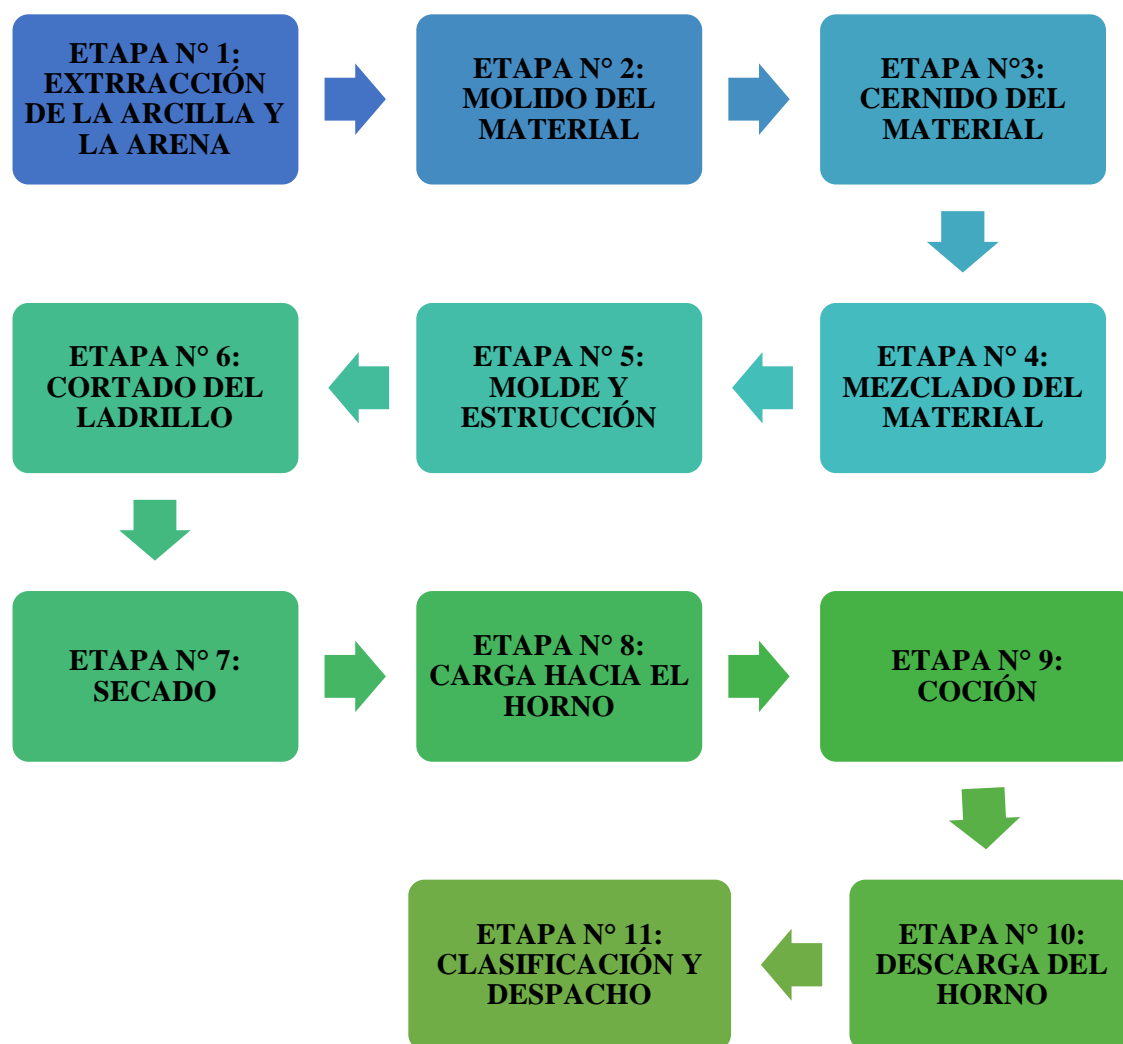 ETAPA N° 1:
EXTRRACCIÓN
DE LA ARCILLA Y
LA ARENA
ETAPA N° 2:
MOLIDO DEL
MATERIAL
ETAPA N°3:
CERNIDO DEL
MATERIAL
ETAPA N° 4:
MEZCLADO DEL
MATERIAL
ETAPA N° 5:
MOLDE Y
ESTRUCCIÓN
ETAPA N° 6:
CORTADO DEL
LADRILLO
ETAPA N° 7:
SECADO
ETAPA N° 8:
CARGA HACIA EL
HORNO
ETAPA N° 9:
COCIÓN
ETAPA N° 10:
DESCARGA DEL
HORNO
ETAPA N° 11:
CLASIFICACIÓN Y
DESPACHO